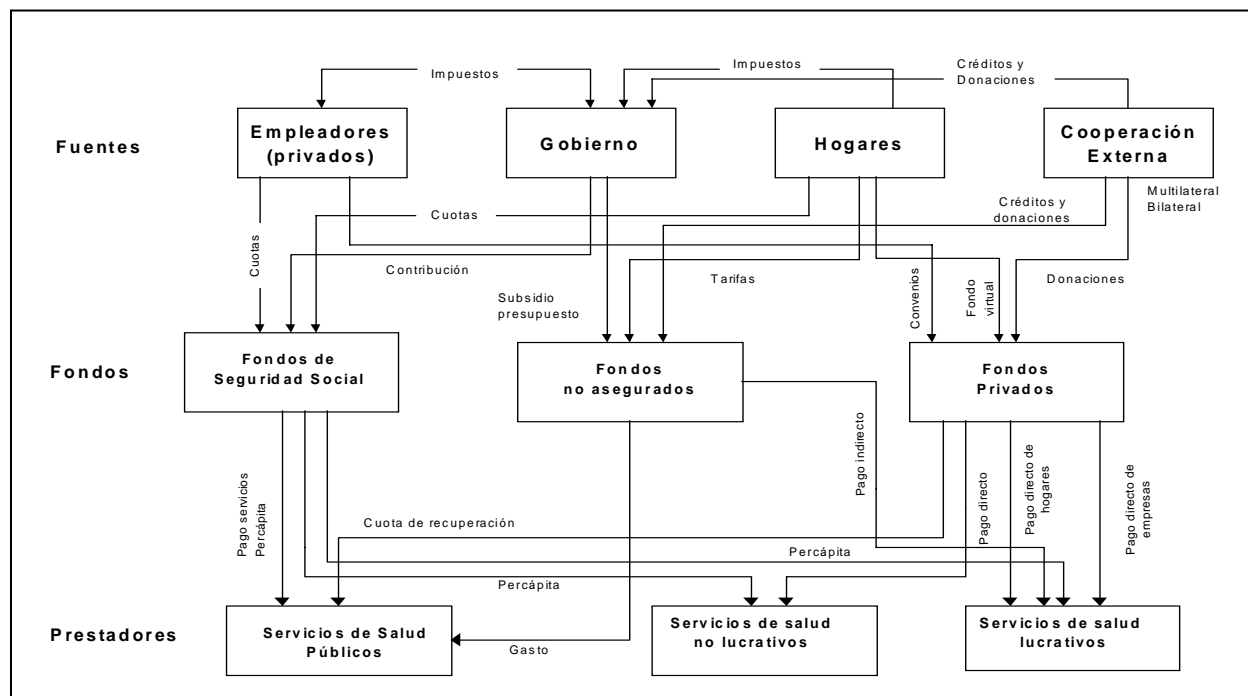 Impuestos
Impuestos
Créditos y
Donaciones
Fuentes
Empleadores
(privados)
Gobierno
Hogares
Cooperación
Externa
Multilateral
Bilateral
Cuotas
Cuotas
Créditos y
donaciones
Contribución
Subsidio
presupuesto
Tarifas
Convenios
Fondo
virtual
Donaciones
Fondos
Fondos de
Seguridad Social
Fondos
no asegurados
Fondos
Privados
Pago servicios
Percápita
Cuota de recuperación
Pago indirecto
Pago directo
Pago directo de
hogares
Pago directo de
empresas
Percápita
Percápita
Prestadores
Servicios de Salud
Públicos
Gasto
Servicios de salud
no lucrativos
Servicios de salud
lucrativos